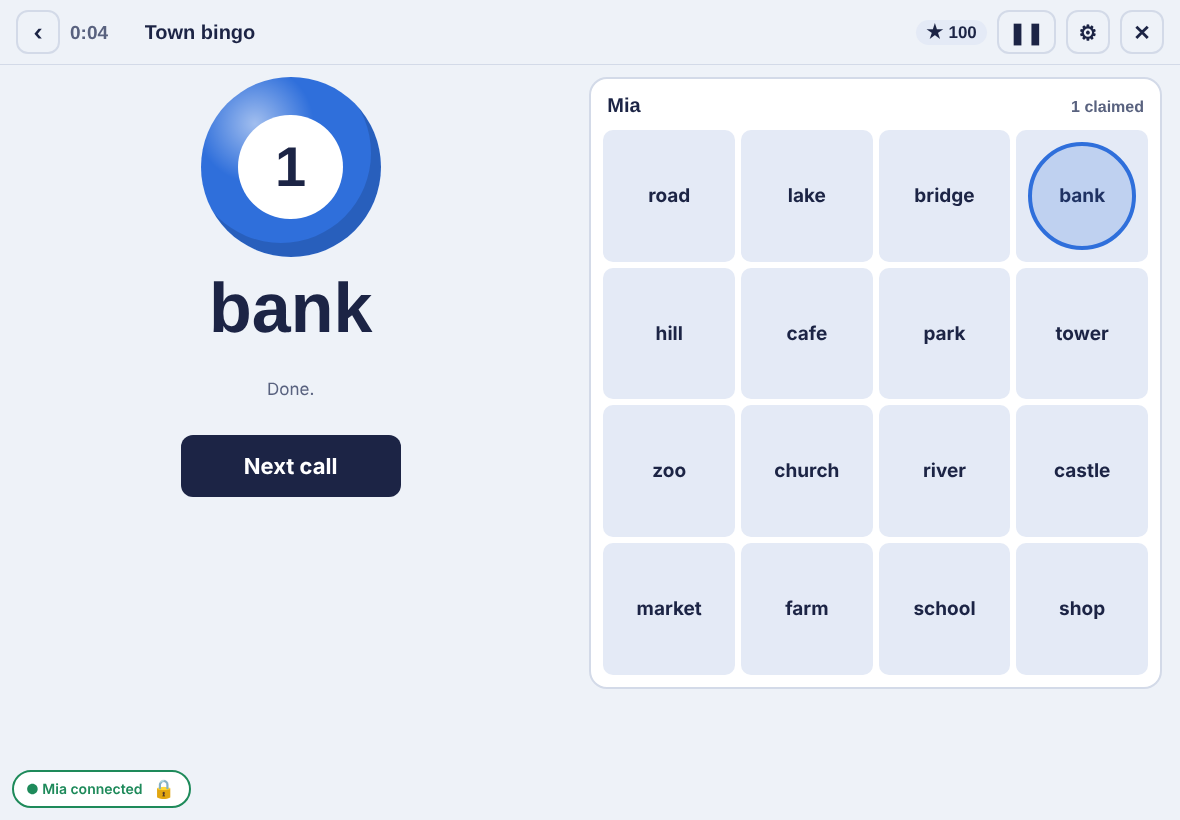 ‹ 0:04 Town bingo ★ 100 ❚❚ ⚙ ✕
1
bank
Done.
Next call
Mia 1 claimed
road lake bridge bank
hill cafe park tower
zoo church river castle
market farm school shop
Mia connected 🔒